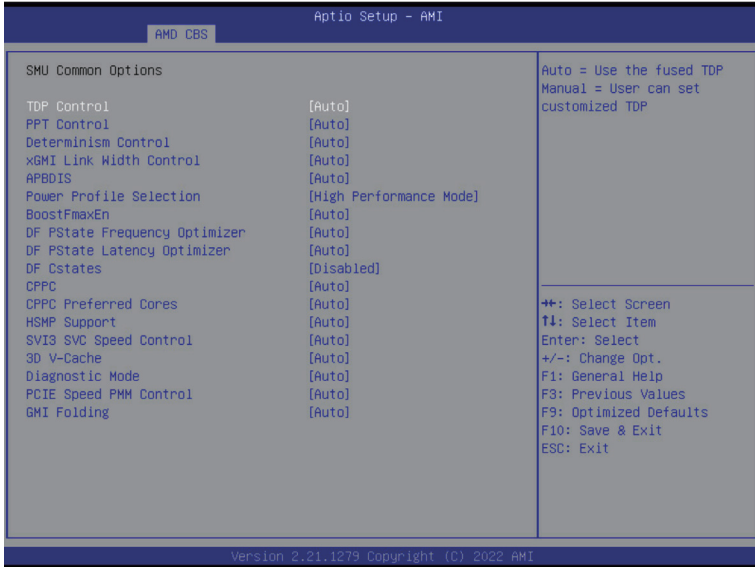 Aptio Setup – AMI
AMD CBS
SMU Common Options
TDP Control [Auto]
PPT Control [Auto]
Determinism Control [Auto]
xGMI Link Width Control [Auto]
APBDIS [Auto]
Power Profile Selection [High Performance Mode]
BoostFmaxEn [Auto]
DF PState Frequency Optimizer [Auto]
DF PState Latency Optimizer [Auto]
DF Cstates [Disabled]
CPPC [Auto]
CPPC Preferred Cores [Auto]
HSMP Support [Auto]
SVI3 SVC Speed Control [Auto]
3D V-Cache [Auto]
Diagnostic Mode [Auto]
PCIE Speed PMM Control [Auto]
GMI Folding [Auto]
Auto = Use the fused TDP
Manual = User can set
customized TDP
→←: Select Screen
↑↓: Select Item
Enter: Select
+/-: Change Opt.
F1: General Help
F3: Previous Values
F9: Optimized Defaults
F10: Save & Exit
ESC: Exit
Version 2.21.1279 Copyright (C) 2022 AMI